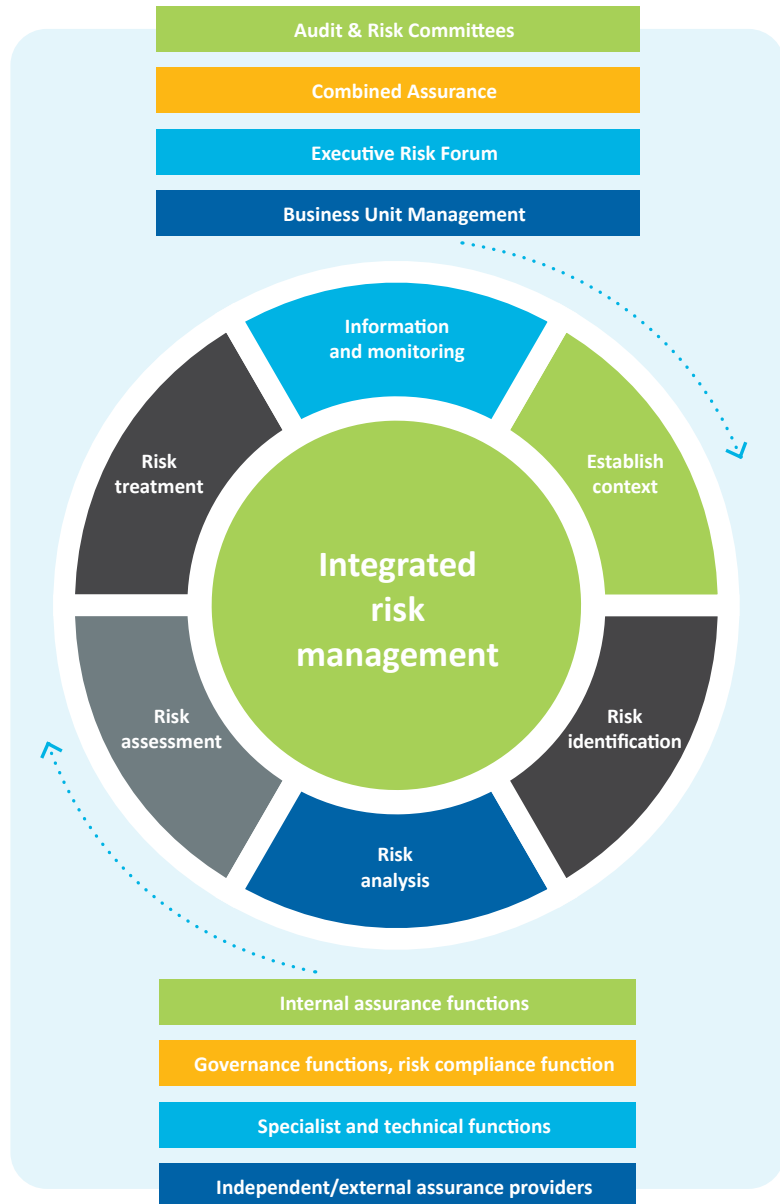 Audit & Risk Committees
Combined Assurance
Executive Risk Forum
Business Unit Management
Information
and monitoring
Establish
context
Risk
identification
Risk
analysis
Risk
assessment
Risk
treatment
Integrated
risk
management
Internal assurance functions
Governance functions, risk compliance function
Specialist and technical functions
Independent/external assurance providers